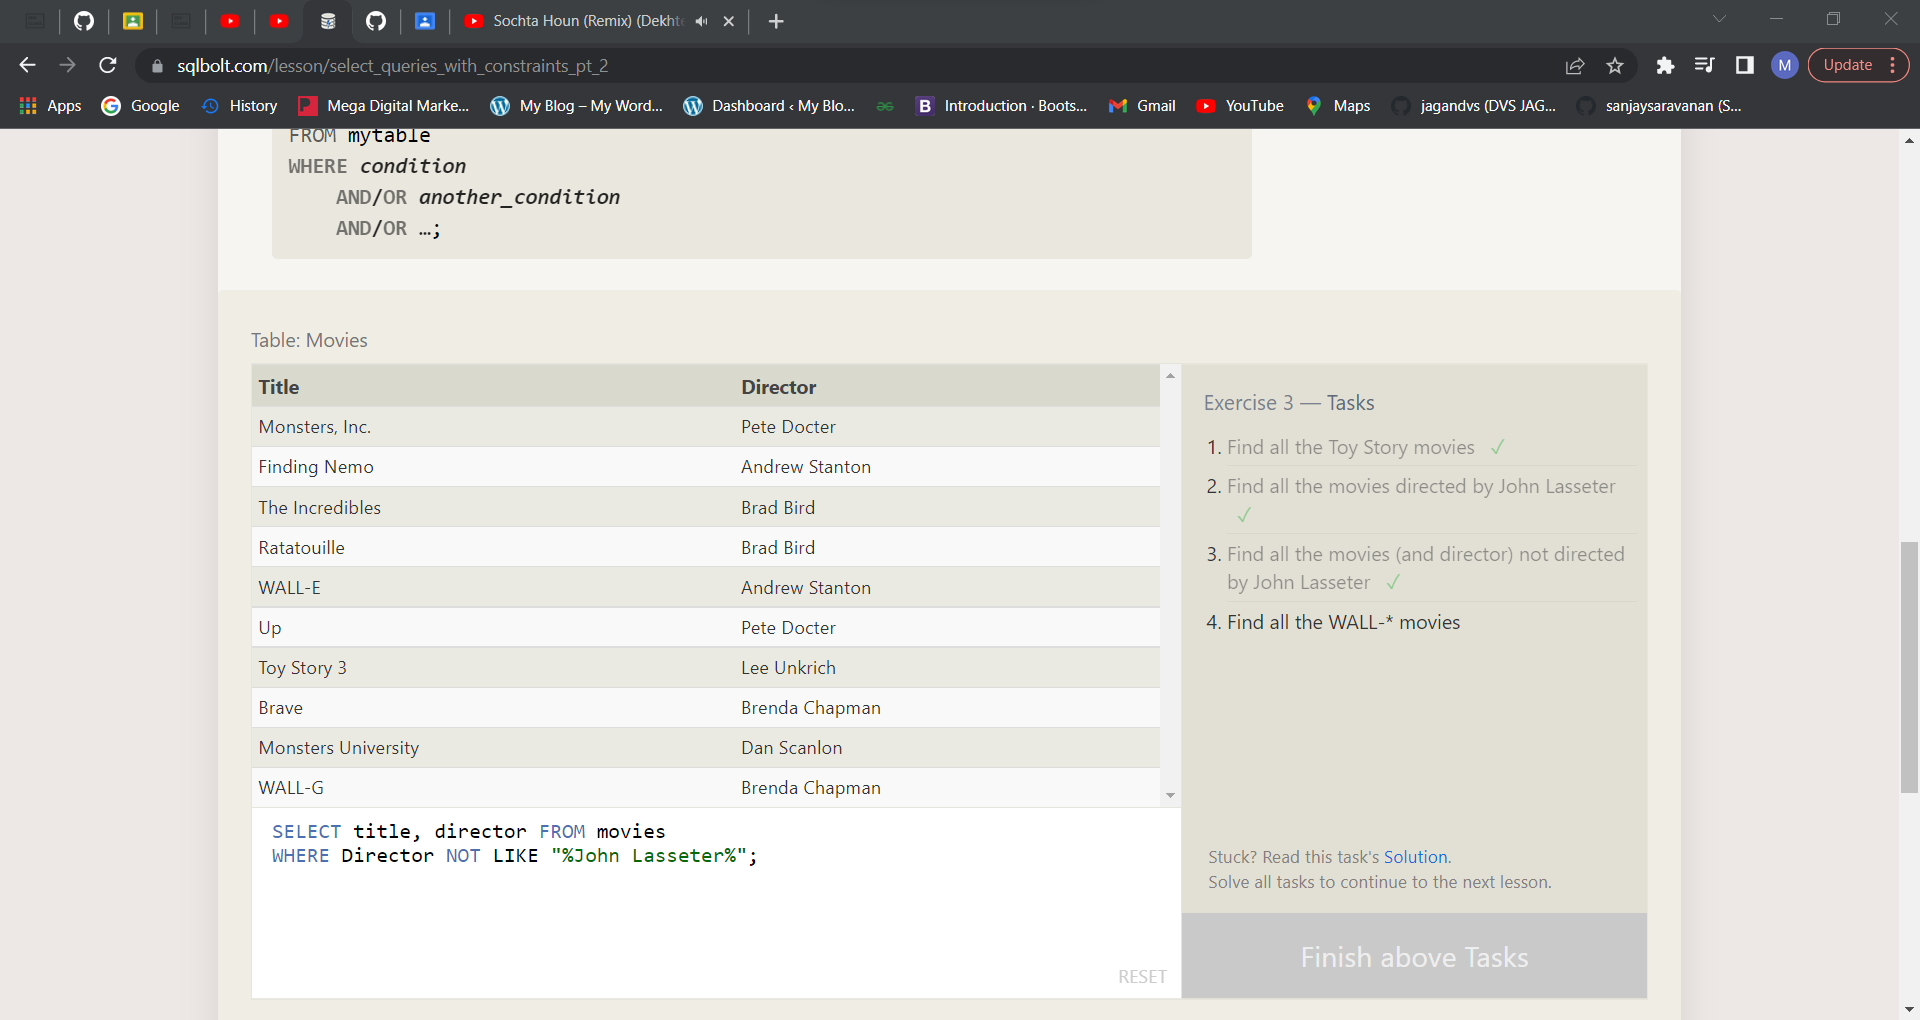 Sochta Houn (Remix) (Dekhte
sqlbolt.com/lesson/select_queries_with_constraints_pt_2
M
Update
Apps
Google
History
Mega Digital Marke...
My Blog – My Word...
Dashboard ‹ My Blo...
B
Introduction · Boots...
Gmail
YouTube
Maps
jagandvs (DVS JAG...
sanjaysaravanan (S...
FROM mytable
WHERE condition
AND/OR another_condition
AND/OR …;
Table: Movies
Title Director
Monsters, Inc. Pete Docter
Finding Nemo Andrew Stanton
The Incredibles Brad Bird
Ratatouille Brad Bird
WALL-E Andrew Stanton
Up Pete Docter
Toy Story 3 Lee Unkrich
Brave Brenda Chapman
Monsters University Dan Scanlon
WALL-G Brenda Chapman
SELECT title, director FROM movies
WHERE Director NOT LIKE "%John Lasseter%";
RESET
Exercise 3 — Tasks
1. Find all the Toy Story movies ✓
2. Find all the movies directed by John Lasseter
✓
3. Find all the movies (and director) not directed
by John Lasseter ✓
4. Find all the WALL-* movies
Stuck? Read this task's Solution.
Solve all tasks to continue to the next lesson.
Finish above Tasks